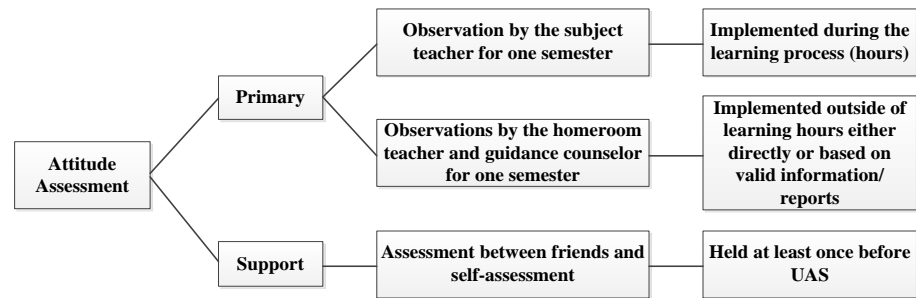 Attitude
Assessment
Primary
Observation by the subject
teacher for one semester
Implemented during the
learning process (hours)
Observations by the homeroom
teacher and guidance counselor
for one semester
Implemented outside of
learning hours either
directly or based on
valid information/
reports
Support
Assessment between friends and
self-assessment
Held at least once before
UAS